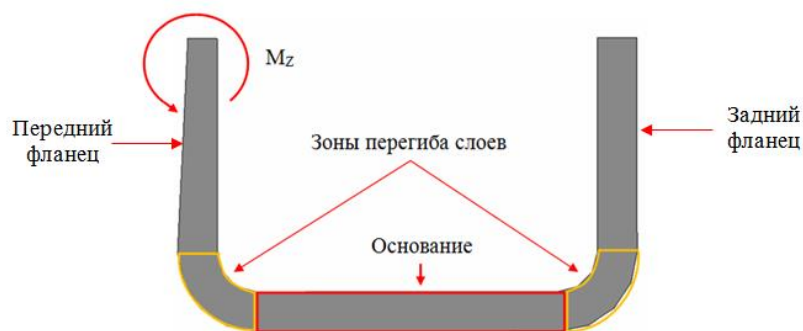 M_Z
Передний
фланец
Зоны перегиба слоев
Задний
фланец
Основание